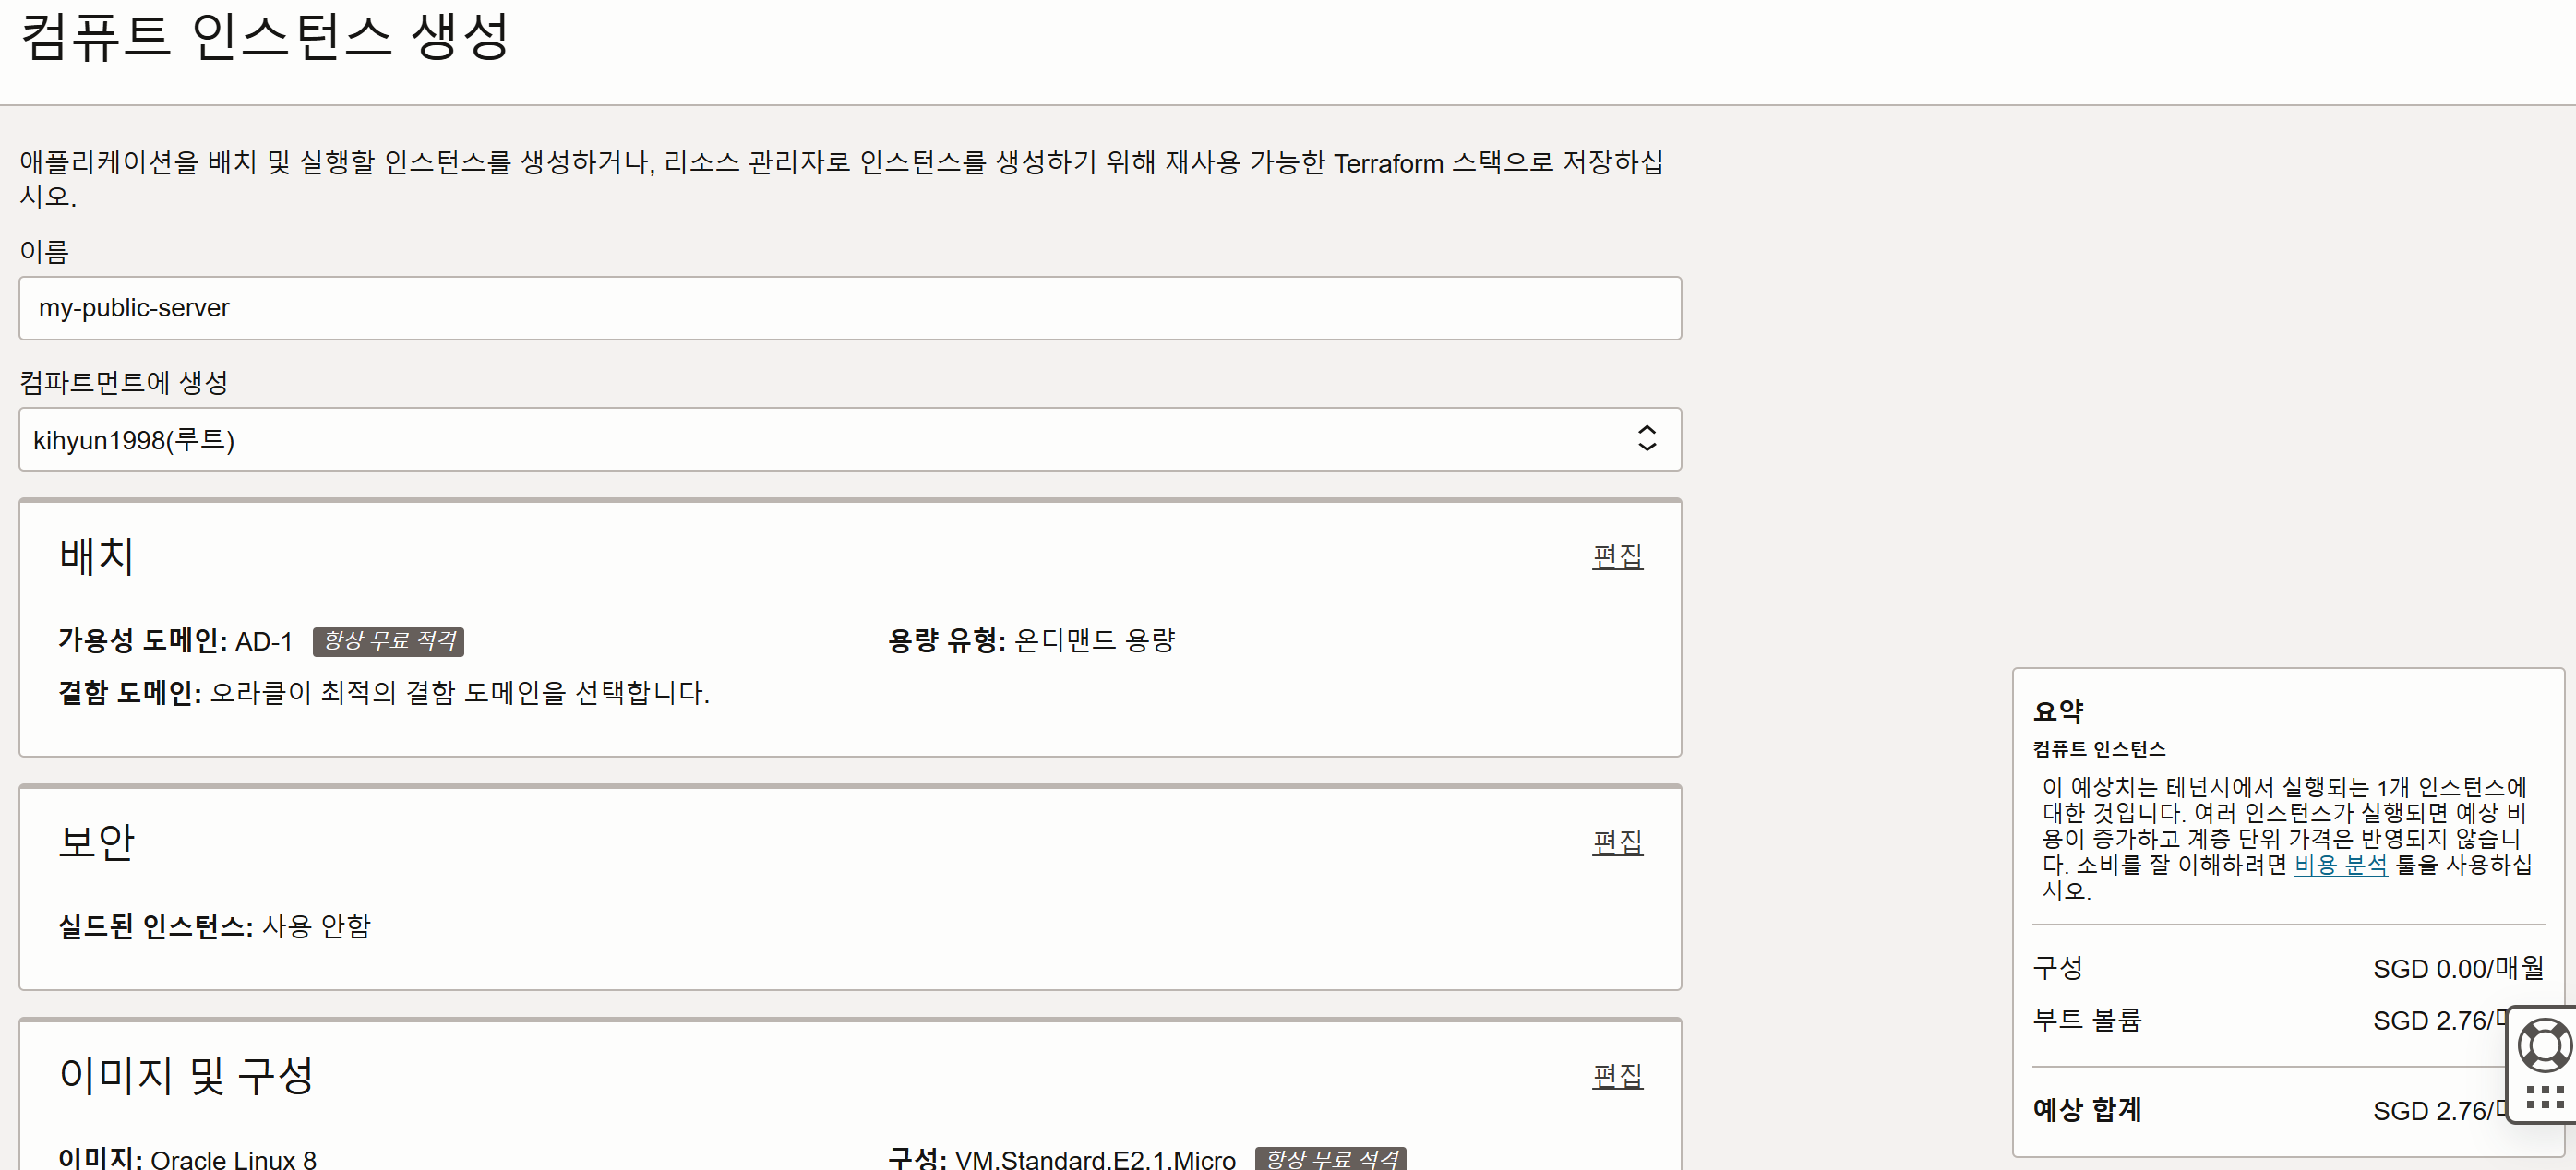 컴퓨트 인스턴스 생성
애플리케이션을 배치 및 실행할 인스턴스를 생성하거나, 리소스 관리자로 인스턴스를 생성하기 위해 재사용 가능한 Terraform 스택으로 저장하십
시오.
이름
my-public-server
컴파트먼트에 생성
kihyun1998(루트)
배치
편집
가용성 도메인: AD-1 항상 무료 적격
용량 유형: 온디맨드 용량
결함 도메인: 오라클이 최적의 결함 도메인을 선택합니다.
보안
편집
실드된 인스턴스: 사용 안함
이미지 및 구성
편집
이미지: Oracle Linux 8
구성: VM.Standard.E2.1.Micro 항상 무료 적격
요약
컴퓨트 인스턴스
이 예상치는 테넌시에서 실행되는 1개 인스턴스에
대한 것입니다. 여러 인스턴스가 실행되면 예상 비
용이 증가하고 계층 단위 가격은 반영되지 않습니
다. 소비를 잘 이해하려면 비용 분석 툴을 사용하십
시오.
구성 SGD 0.00/매월
부트 볼륨 SGD 2.76/
예상 합계 SGD 2.76/